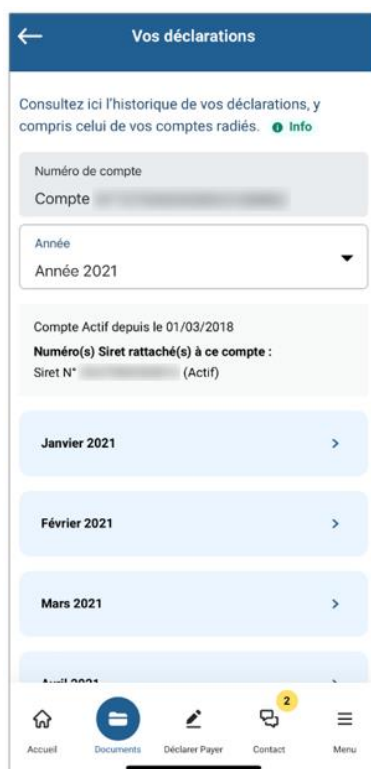 Vos déclarations
Consultez ici l'historique de vos déclarations, y
compris celui de vos comptes radiés. Info
Numéro de compte
Compte
Année
Année 2021
Compte Actif depuis le 01/03/2018
Numéro(s) Siret rattaché(s) à ce compte :
Siret N° (Actif)
Janvier 2021
Février 2021
Mars 2021
Avril 2021
2
Accueil Documents Déclarer Payer Contact Menu